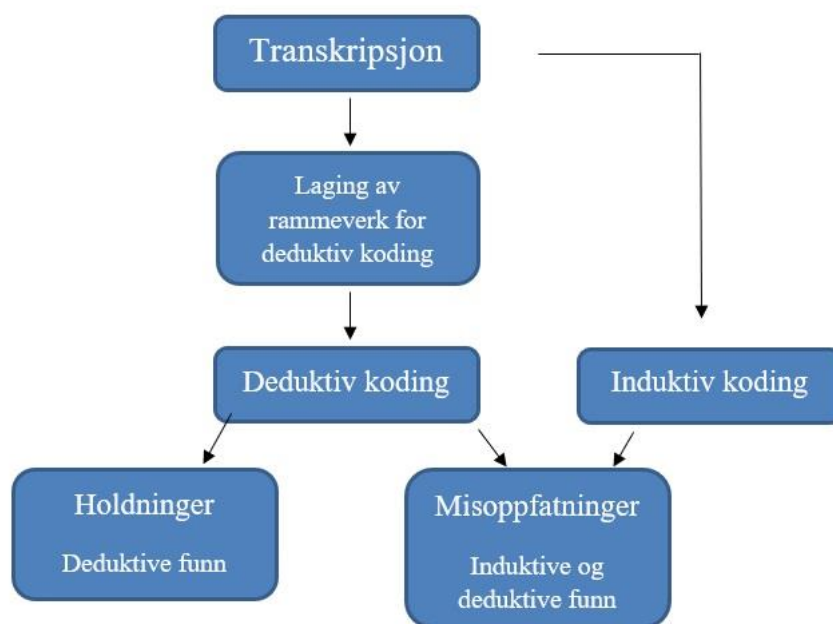 Transkripsjon
Laging av
rammeverk for
deduktiv koding
Deduktiv koding
Induktiv koding
Holdninger
Deduktive funn
Misoppfatninger
Induktive og
deduktive funn